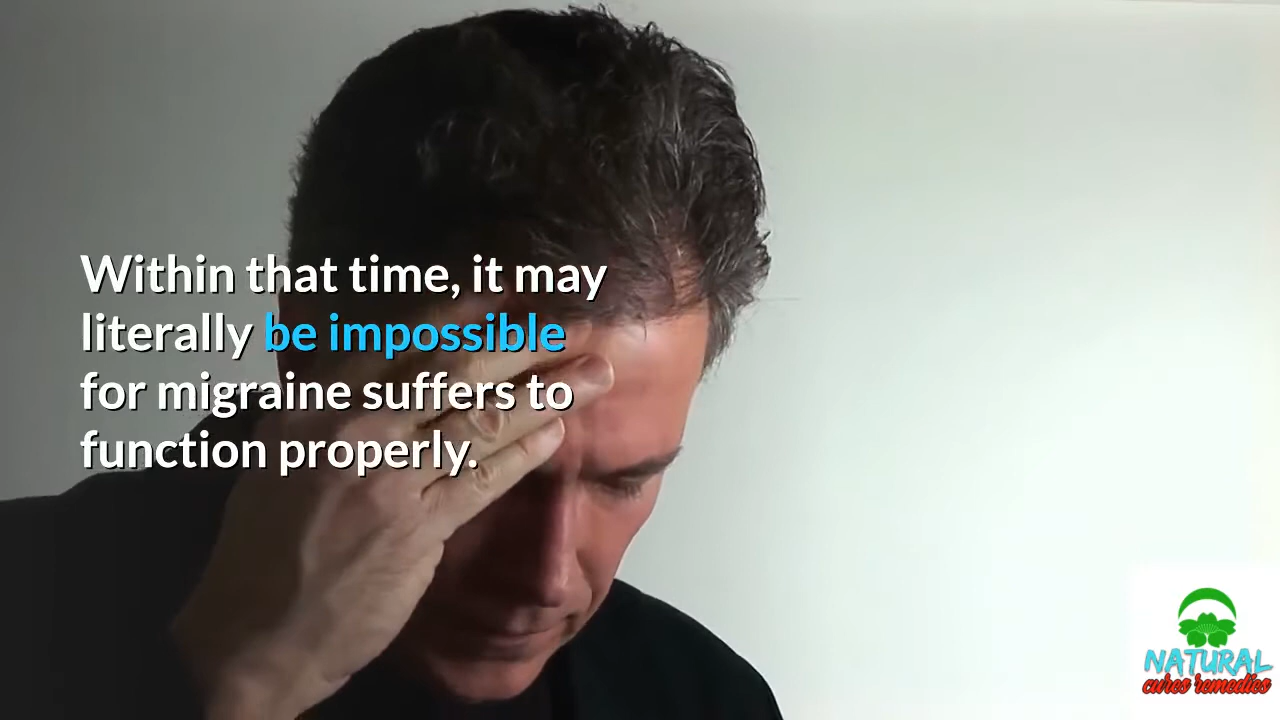 Within that time, it may
literally be impossible
for migraine suffers to
function properly.
NATURAL
cures remedies